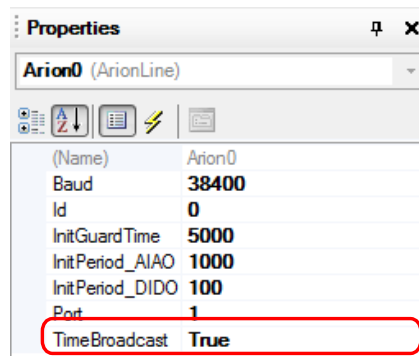 Properties
Arion0 (ArionLine)
(Name) Arion0
Baud 38400
Id 0
InitGuardTime 5000
InitPeriod_AIAO 1000
InitPeriod_DIDO 100
Port 1
TimeBroadcast True